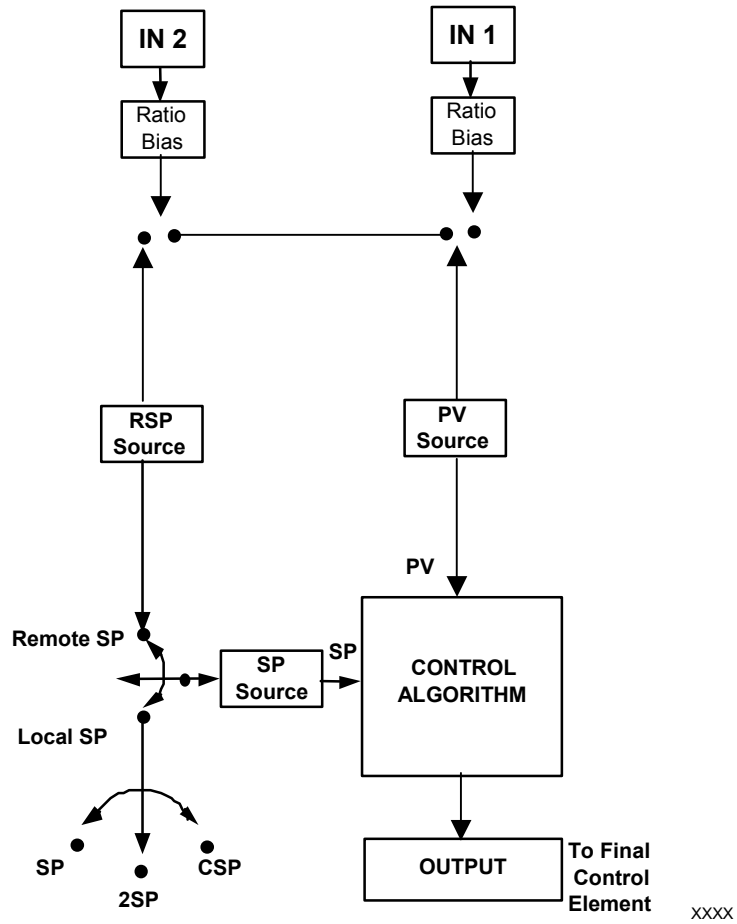 IN 2
IN 1
Ratio
Bias
Ratio
Bias
RSP
Source
PV
Source
PV
Remote SP
SP
Source
SP
CONTROL
ALGORITHM
Local SP
SP
2SP
CSP
OUTPUT
To Final
Control
Element
XXXX